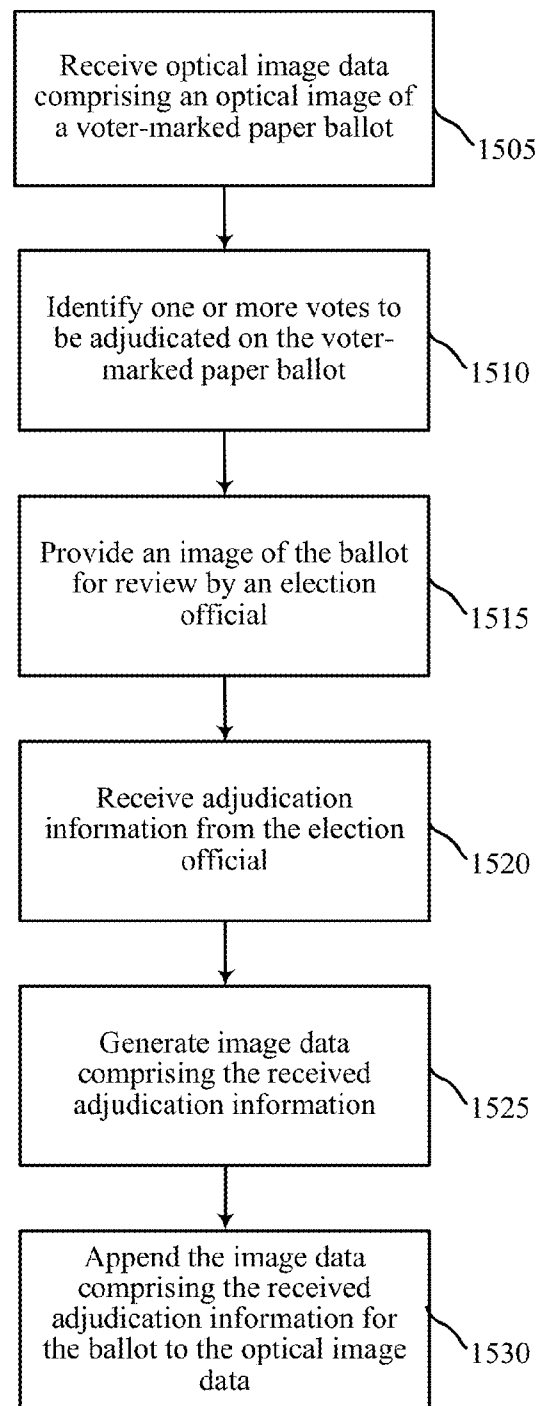 Receive optical image data
comprising an optical image of
a voter-marked paper ballot
1505
Identify one or more votes to
be adjudicated on the voter-
marked paper ballot
1510
Provide an image of the ballot
for review by an election
official
1515
Receive adjudication
information from the election
official
1520
Generate image data
comprising the received
adjudication information
1525
Append the image data
comprising the received
adjudication information for
the ballot to the optical image
data
1530